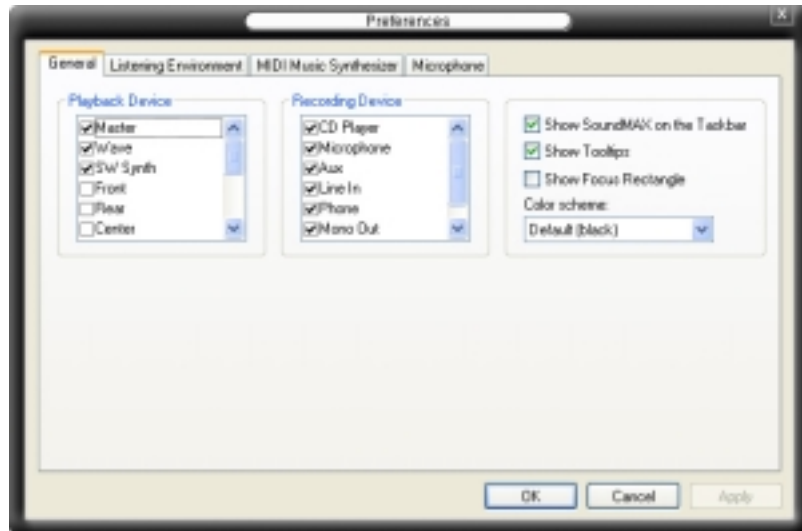 Preferences
X
General Listening Environment MIDI Music Synthesizer Microphone
Playback Device
Master
Wave
SW Synth
Front
Rear
Center
Recording Device
CD Player
Microphone
Aux
Line In
Phone
Mono Out
Show SoundMAX on the Taskbar
Show Tooltips
Show Focus Rectangle
Color scheme:
Default (black)
OK Cancel Apply